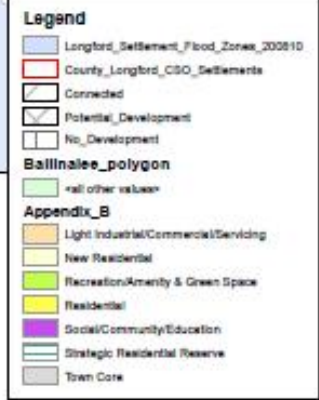 Legend
Longford_Settlement_Flood_Zones_200810
County_Longford_CSO_Settlements
Connected
Potential_Development
No_Development
Ballinalee_polygon
<all other values>
Appendix_B
Light Industrial/Commercial/Servicing
New Residential
Recreation/Amenity & Green Space
Residential
Social/Community/Education
Strategic Residential Reserve
Town Core